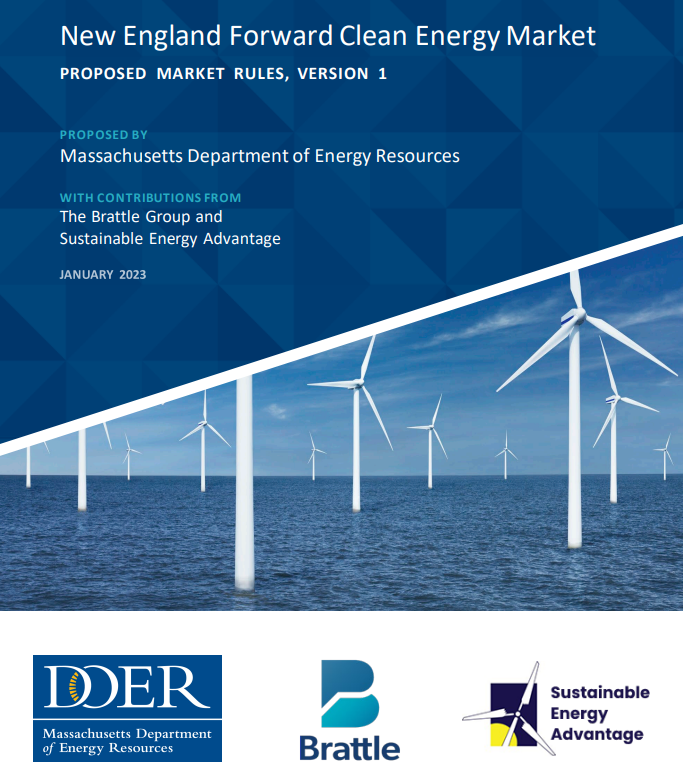 New England Forward Clean Energy Market
PROPOSED MARKET RULES, VERSION 1
PROPOSED BY
Massachusetts Department of Energy Resources
WITH CONTRIBUTIONS FROM
The Brattle Group and
Sustainable Energy Advantage
JANUARY 2023
DOER
Massachusetts Department
of Energy Resources
Brattle
Sustainable
Energy
Advantage